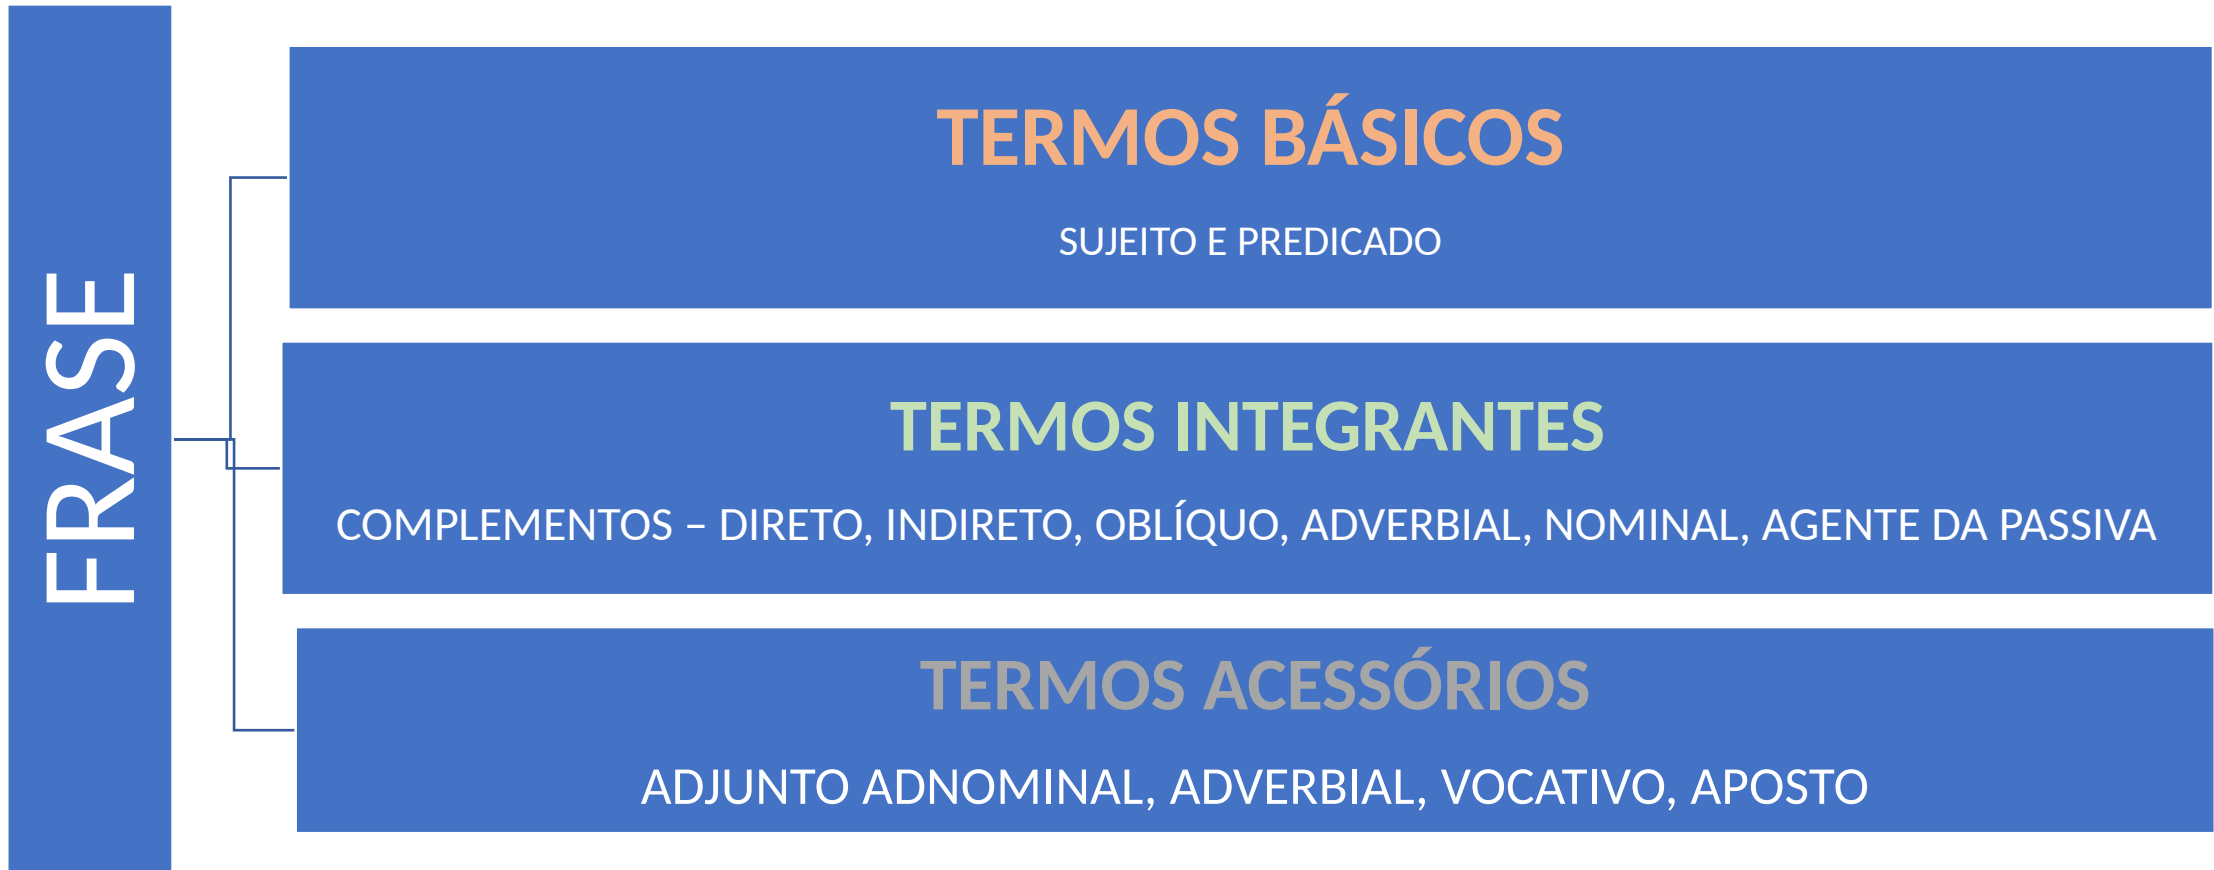 FRASE
TERMOS BÁSICOS
SUJEITO E PREDICADO
TERMOS INTEGRANTES
COMPLEMENTOS – DIRETO, INDIRETO, OBLÍQUO, ADVERBIAL, NOMINAL, AGENTE DA PASSIVA
TERMOS ACESSÓRIOS
ADJUNTO ADNOMINAL, ADVERBIAL, VOCATIVO, APOSTO